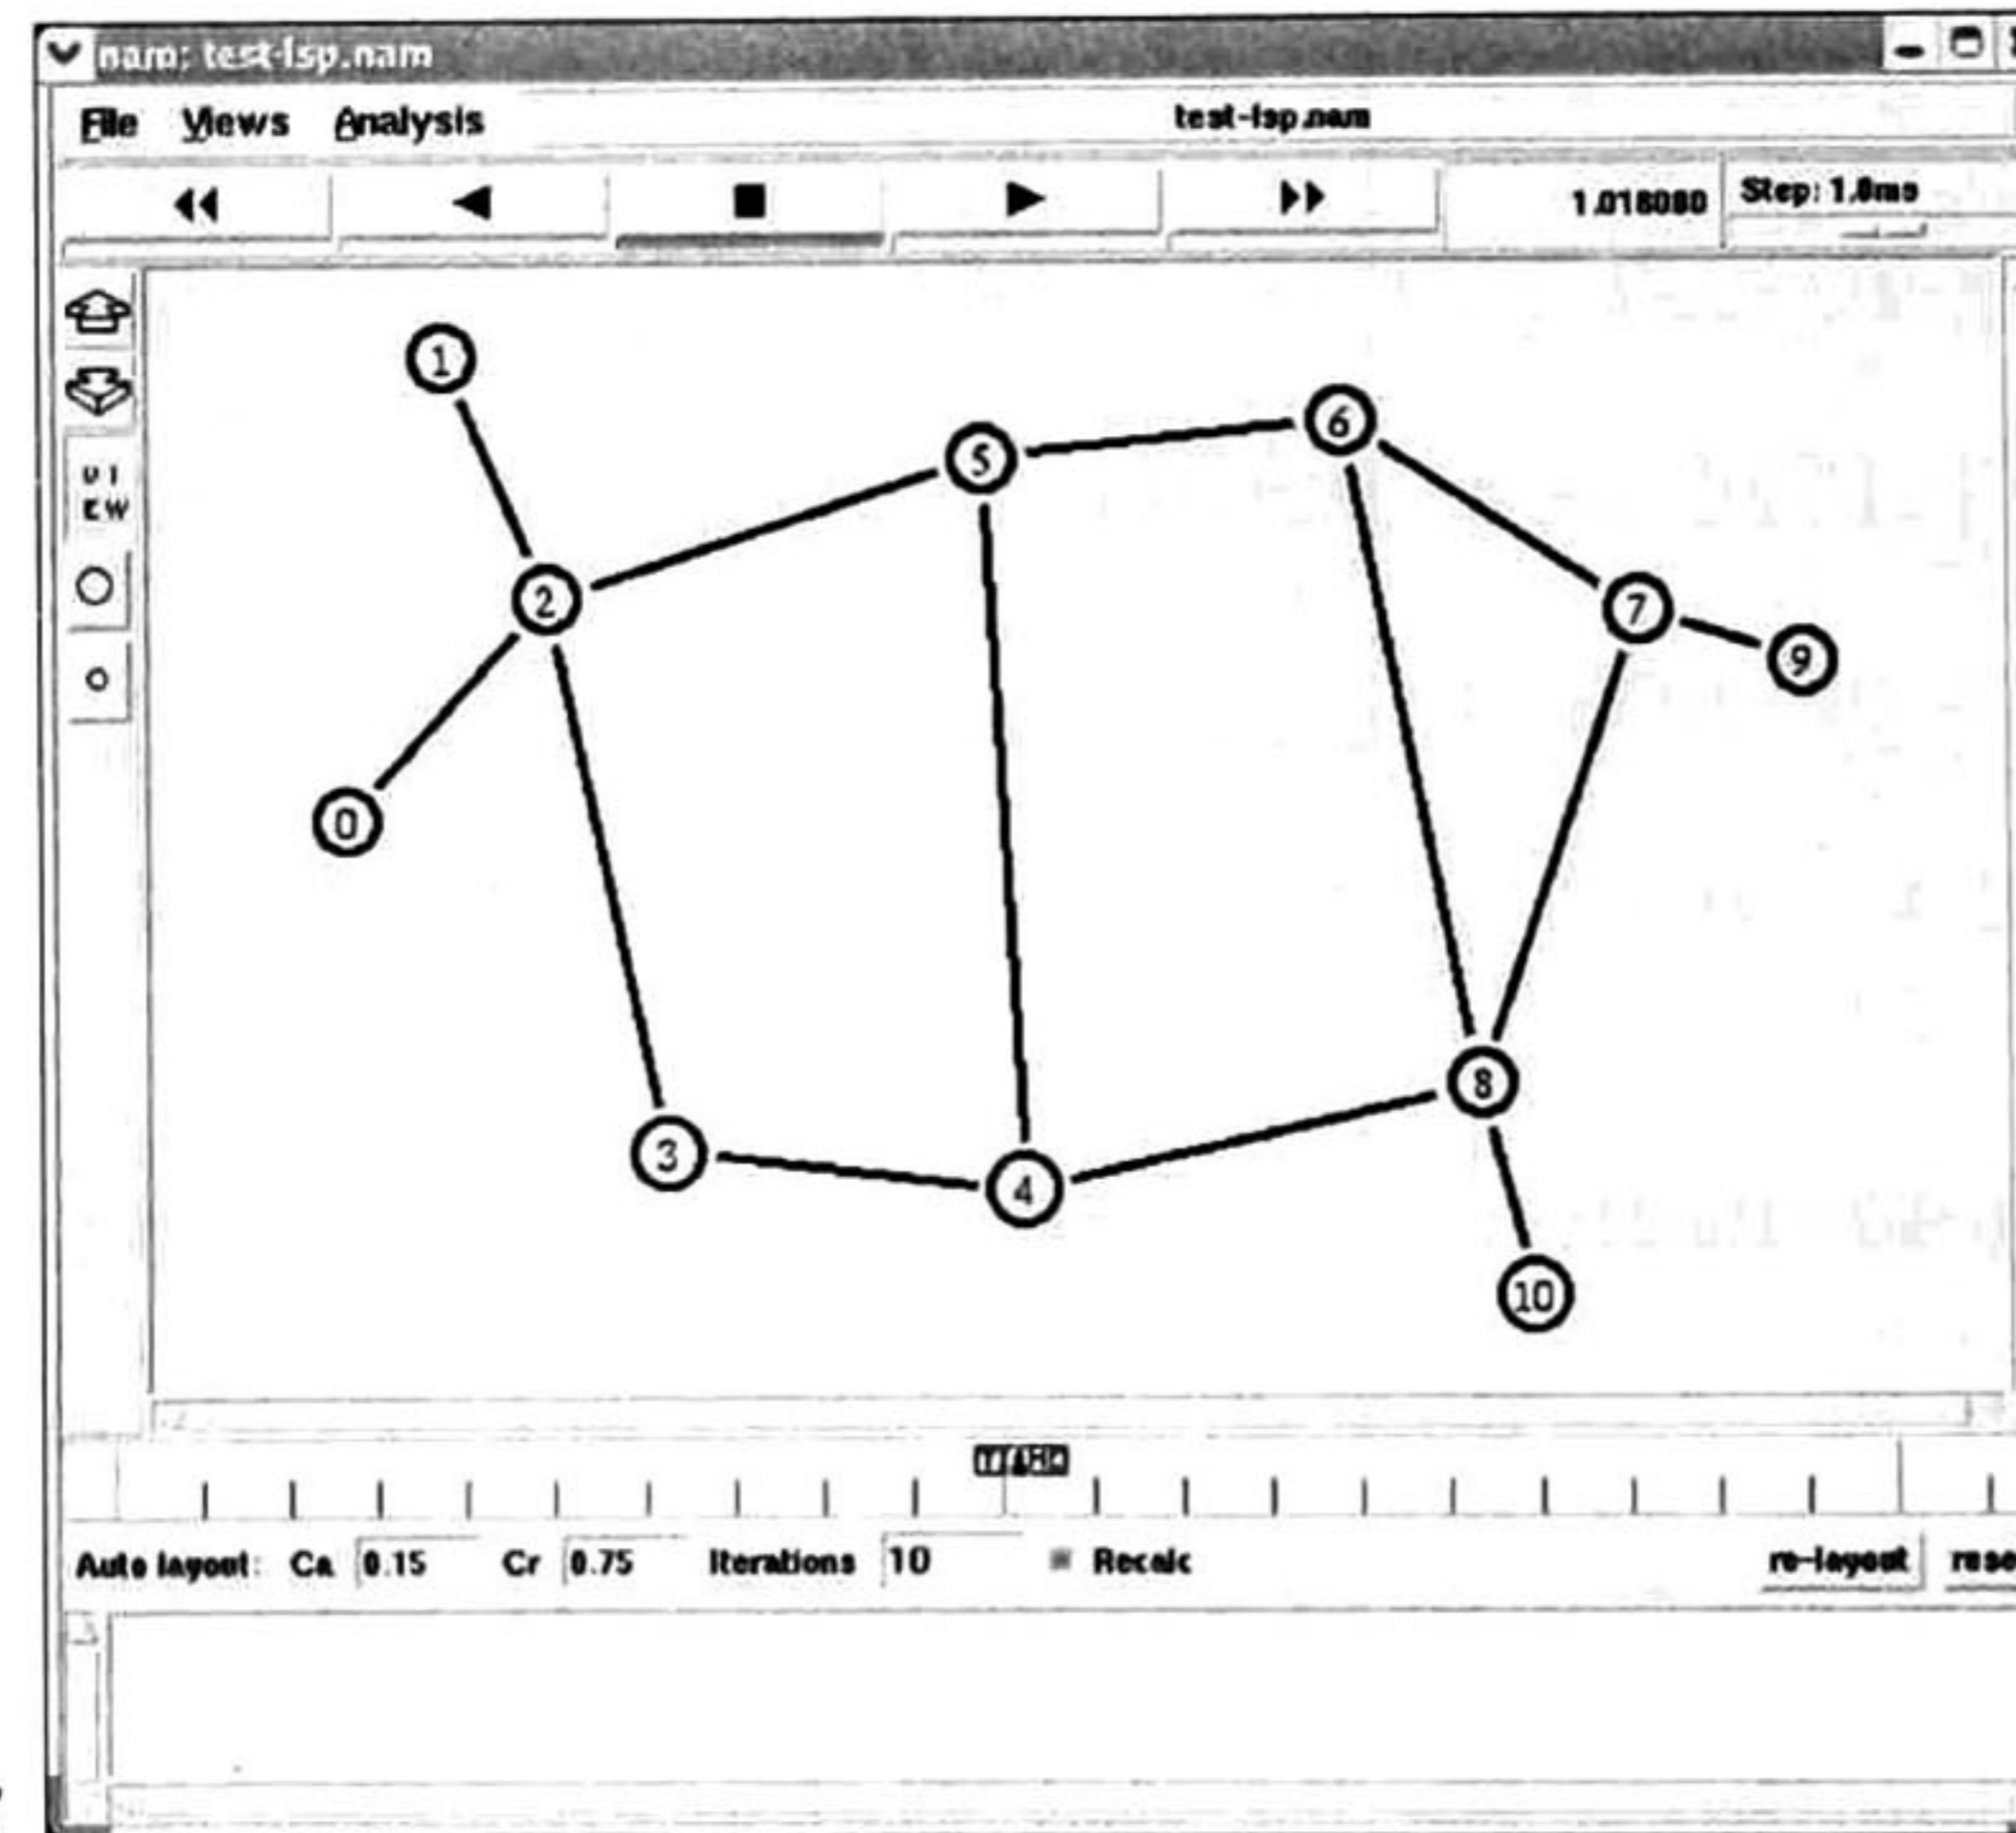 nam: test-lsp.nam
File Views Analysis test-lsp.nam
1.018080 Step: 1.0ms
1
6
5
2
7
9
0
8
3
4
10
Auto layout: Ca 0.15 Cr 0.75 Iterations 10 Recalc re-layout